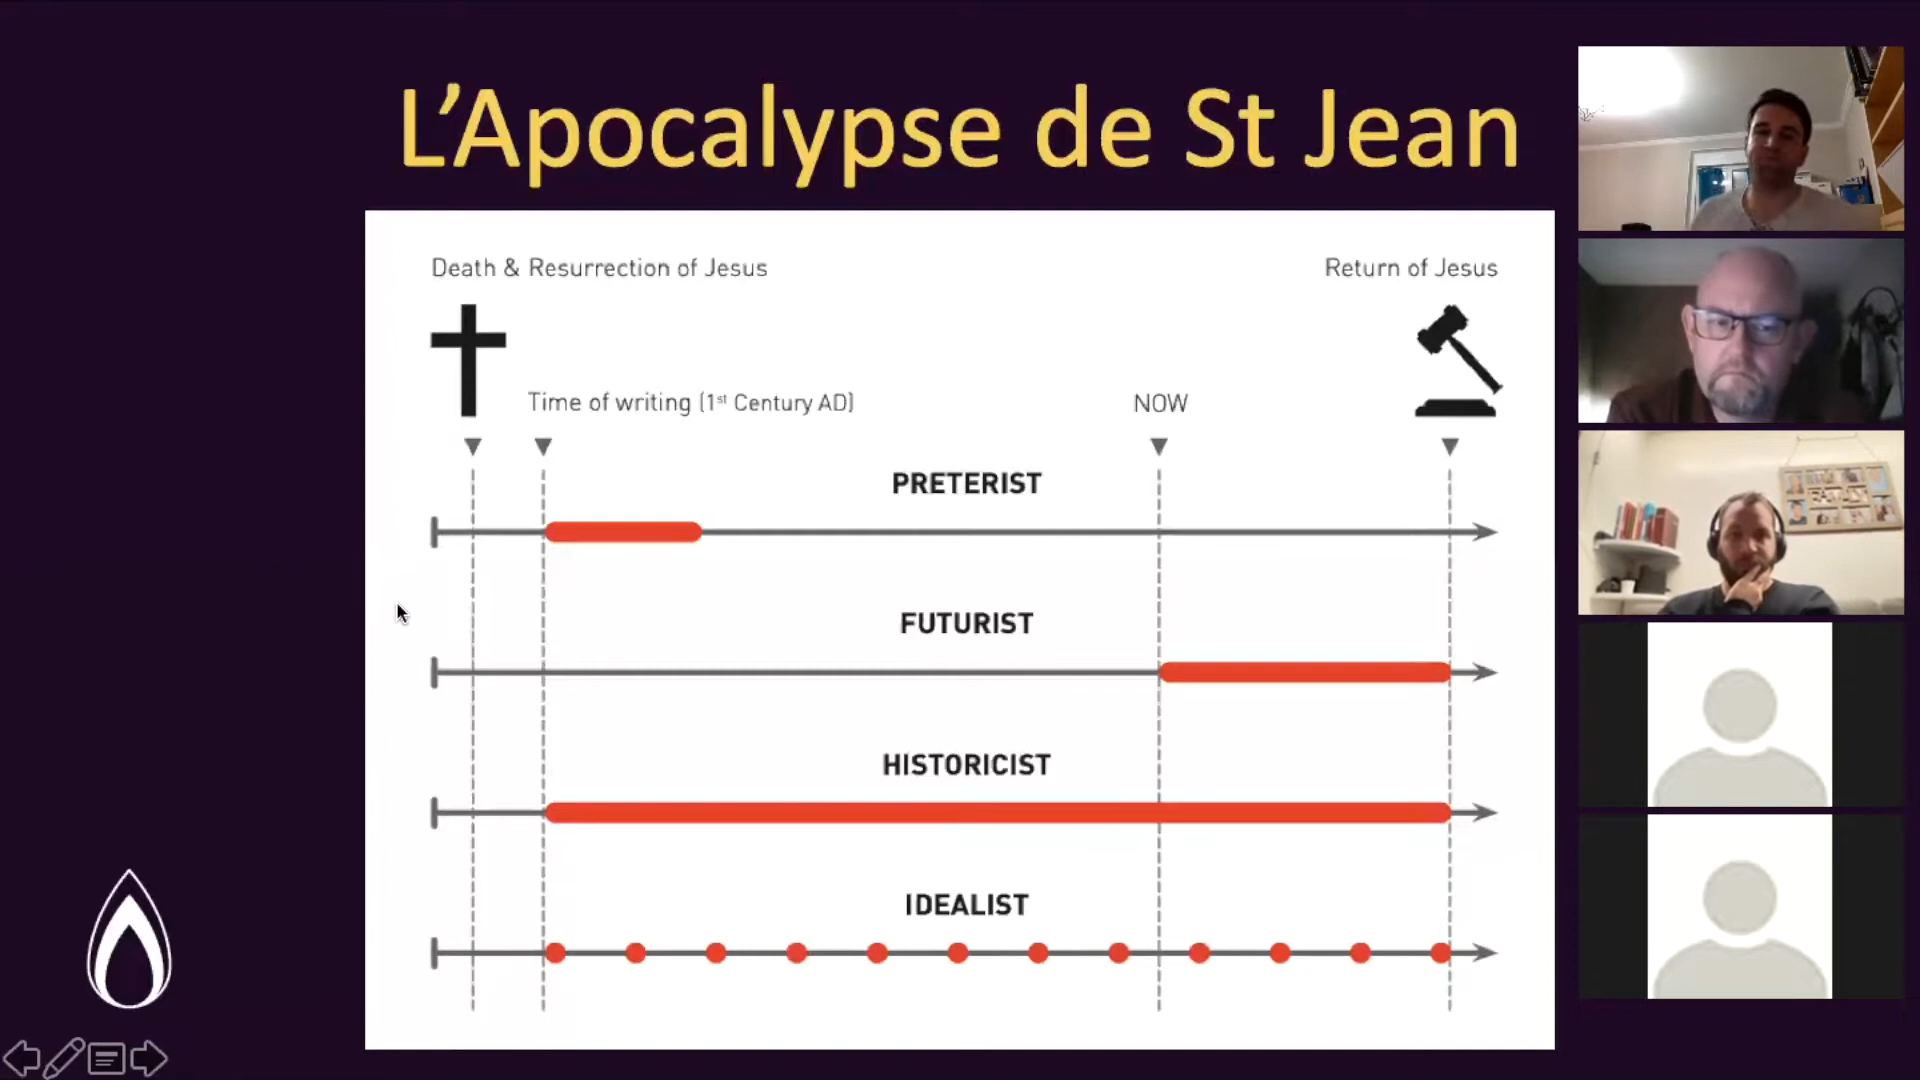 L'Apocalypse de St Jean
Death & Resurrection of Jesus
Return of Jesus
Time of writing (1st Century AD)
NOW
PRETERIST
FUTURIST
HISTORICIST
IDEALIST